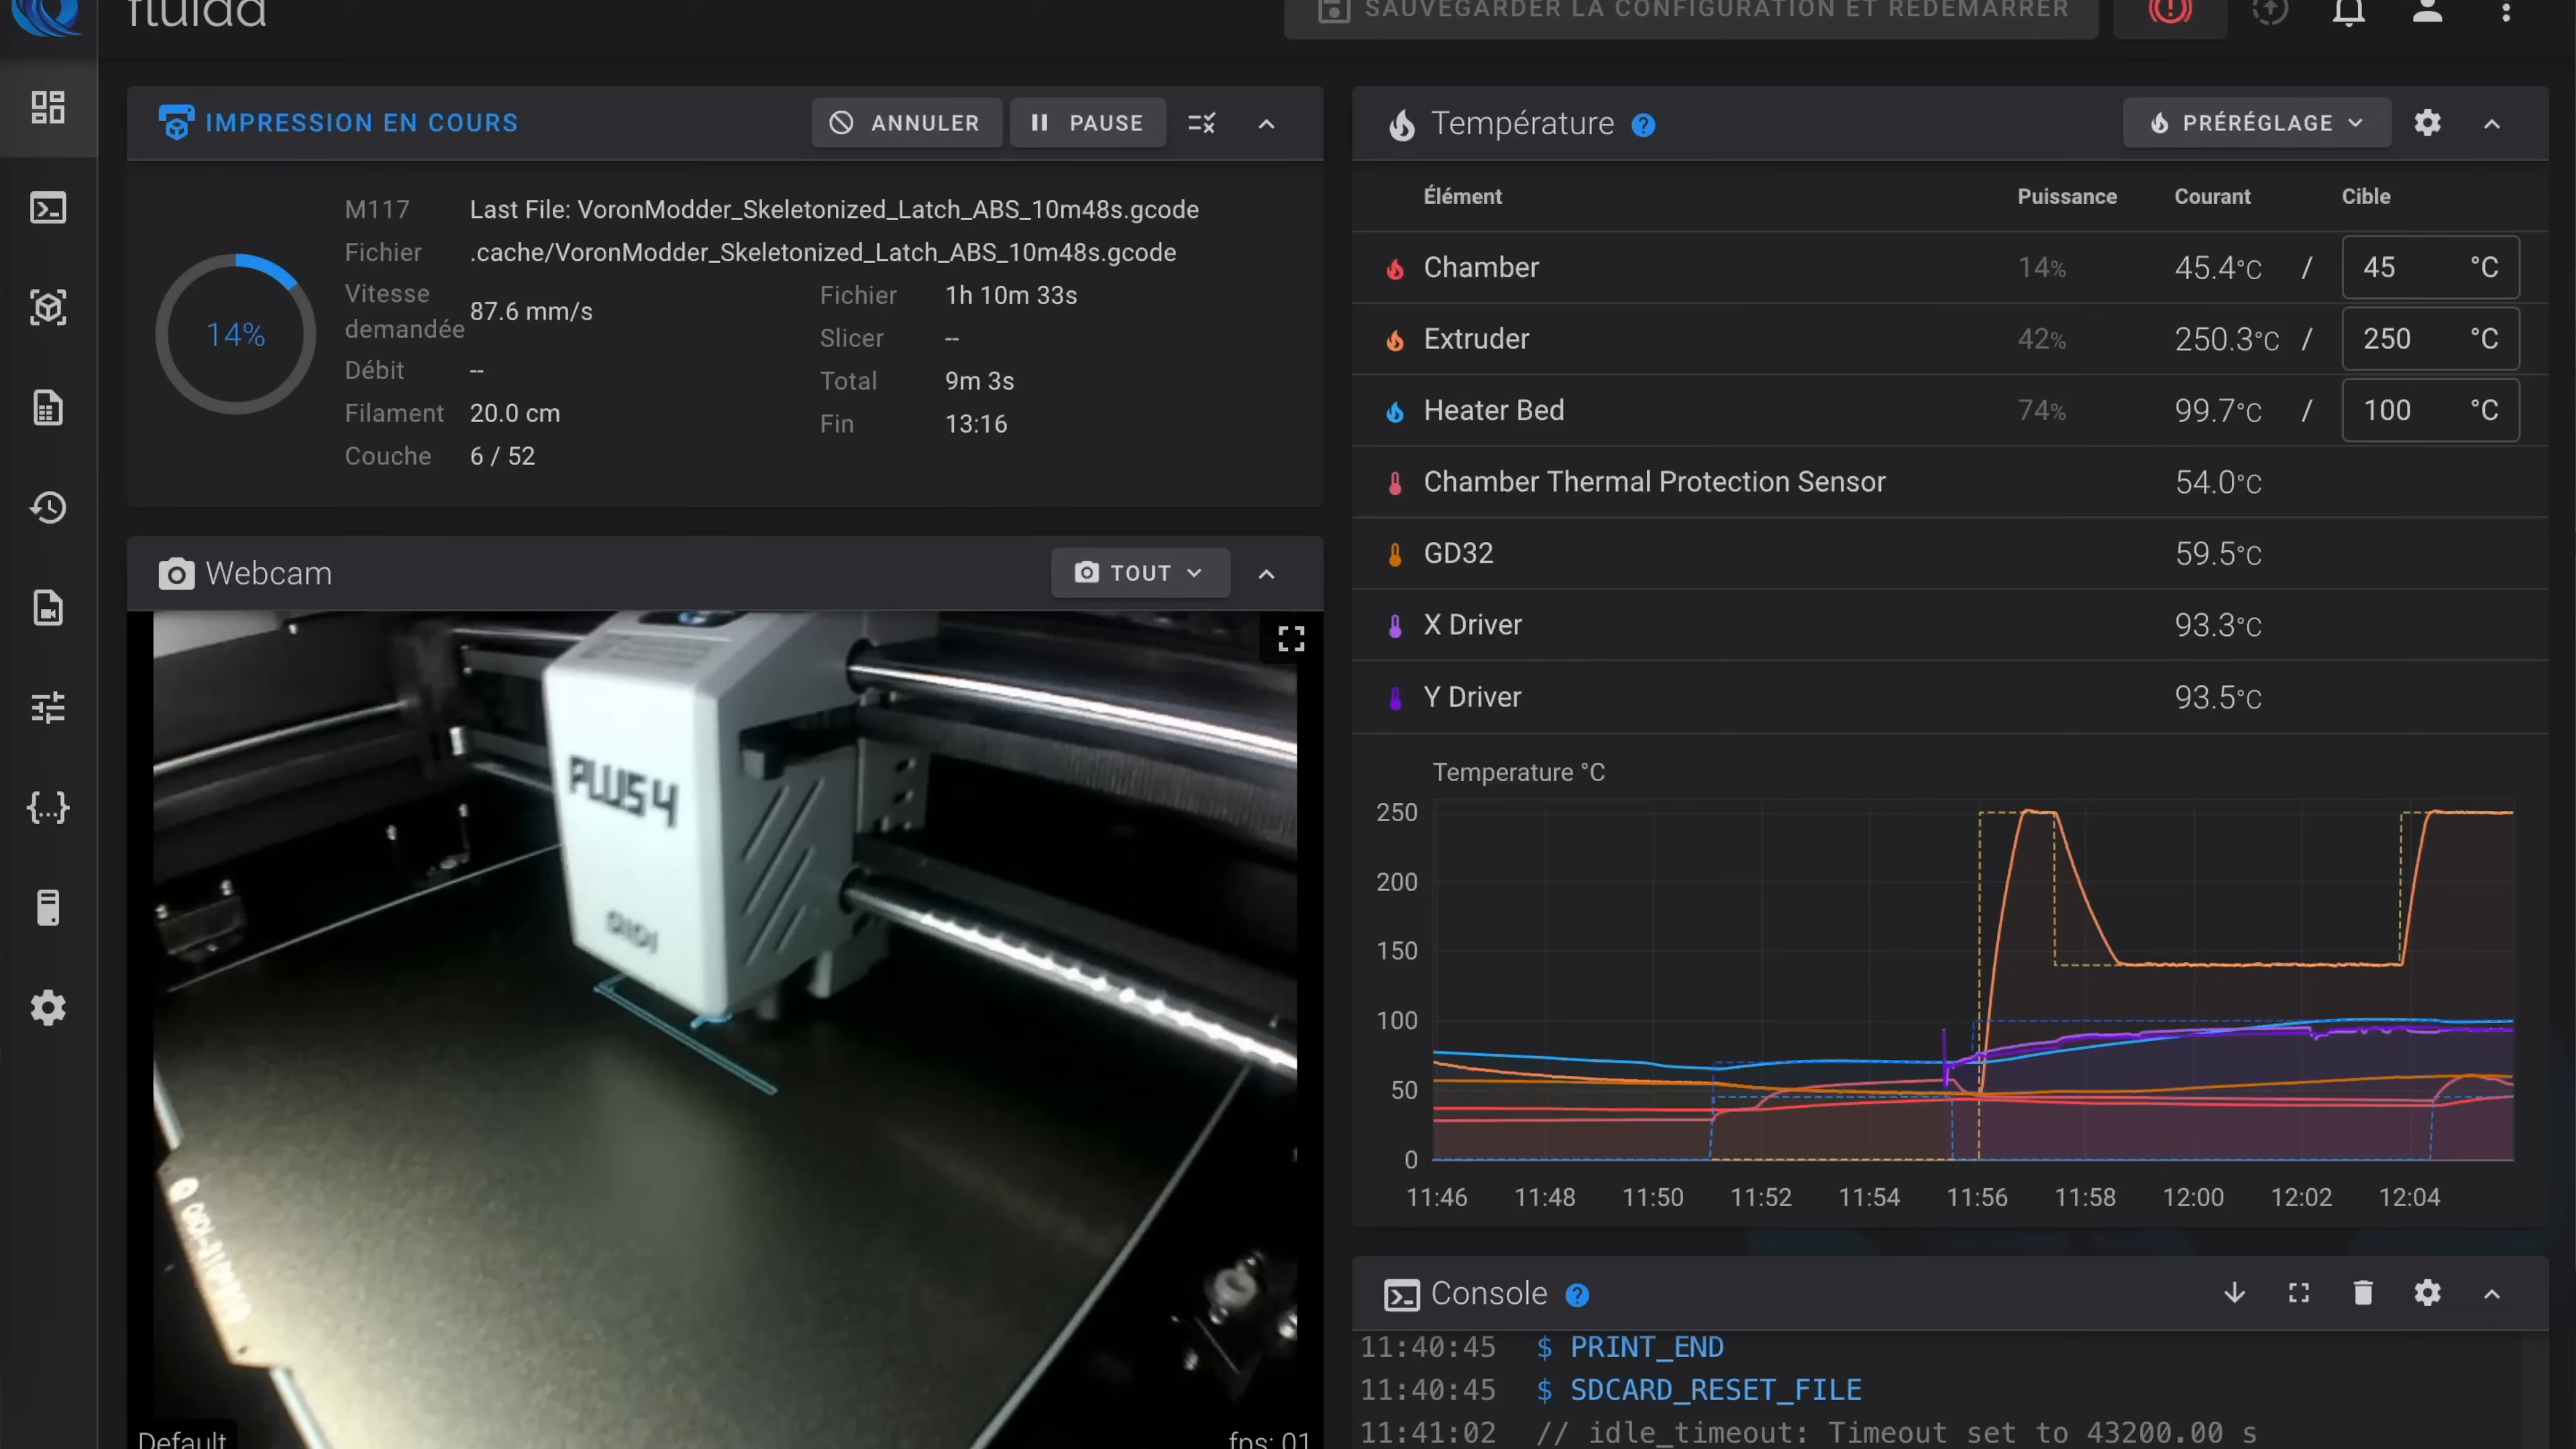 fluidd
SAUVEGARDER LA CONFIGURATION ET REDÉMARRER
IMPRESSION EN COURS
ANNULER
PAUSE
14%
M117 Last File: VoronModder_Skeletonized_Latch_ABS_10m48s.gcode
Fichier .cache/VoronModder_Skeletonized_Latch_ABS_10m48s.gcode
Vitesse demandée 87.6 mm/s
Débit --
Filament 20.0 cm
Couche 6 / 52
Fichier 1h 10m 33s
Slicer --
Total 9m 3s
Fin 13:16
Webcam
TOUT
PLUS4
QIDI
Default
fps: 01
Température
PRÉRÉGLAGE
Élément Puissance Courant Cible
Chamber 14% 45.4°C / 45 °C
Extruder 42% 250.3°C / 250 °C
Heater Bed 74% 99.7°C / 100 °C
Chamber Thermal Protection Sensor 54.0°C
GD32 59.5°C
X Driver 93.3°C
Y Driver 93.5°C
Temperature °C
250
200
150
100
50
0
11:46 11:48 11:50 11:52 11:54 11:56 11:58 12:00 12:02 12:04
Console
11:40:45 $ PRINT_END
11:40:45 $ SDCARD_RESET_FILE
11:41:02 // idle_timeout: Timeout set to 43200.00 s